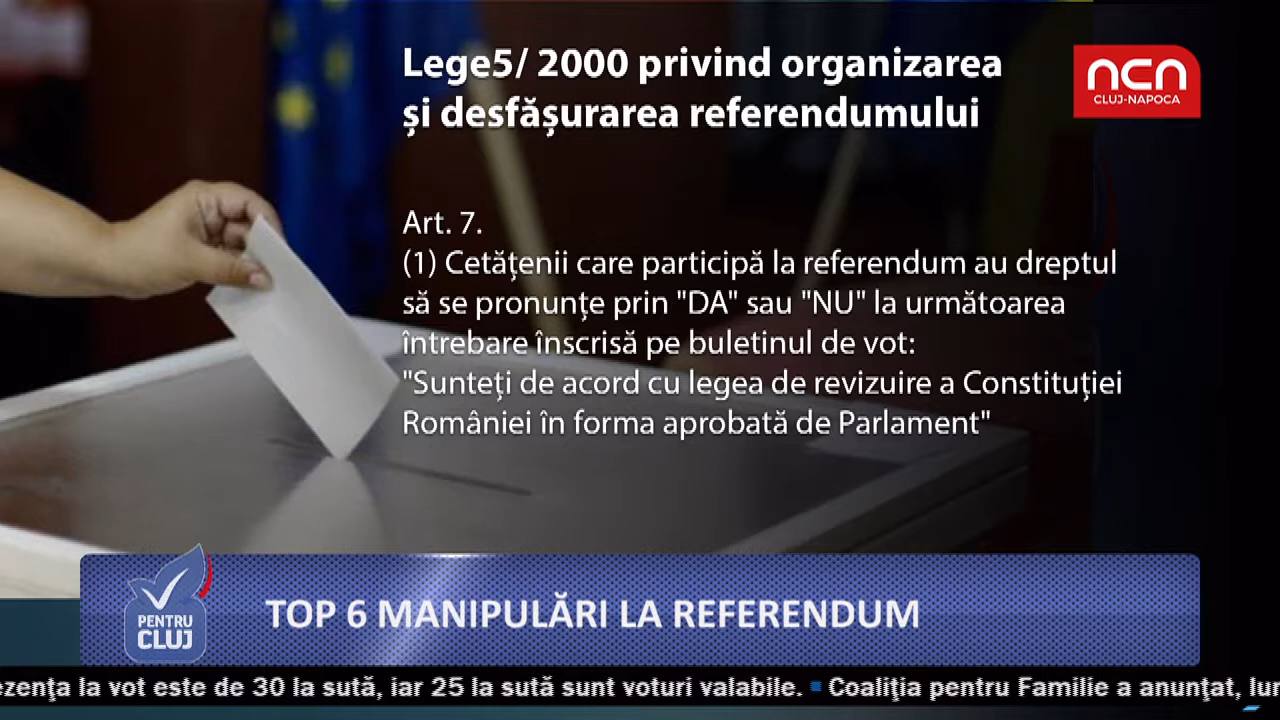 Lege5/ 2000 privind organizarea
și desfășurarea referendumului
ncn
CLUJ-NAPOCA
Art. 7.
(1) Cetățenii care participă la referendum au dreptul
să se pronunțe prin "DA" sau "NU" la următoarea
întrebare înscrisă pe buletinul de vot:
"Sunteți de acord cu legea de revizuire a Constituției
României în forma aprobată de Parlament"
PENTRU
CLUJ
TOP 6 MANIPULĂRI LA REFERENDUM
la vot este de 30 la sută, iar 25 la sută sunt voturi valabile. ▪ Coaliţia pentru Familie a anunţat,